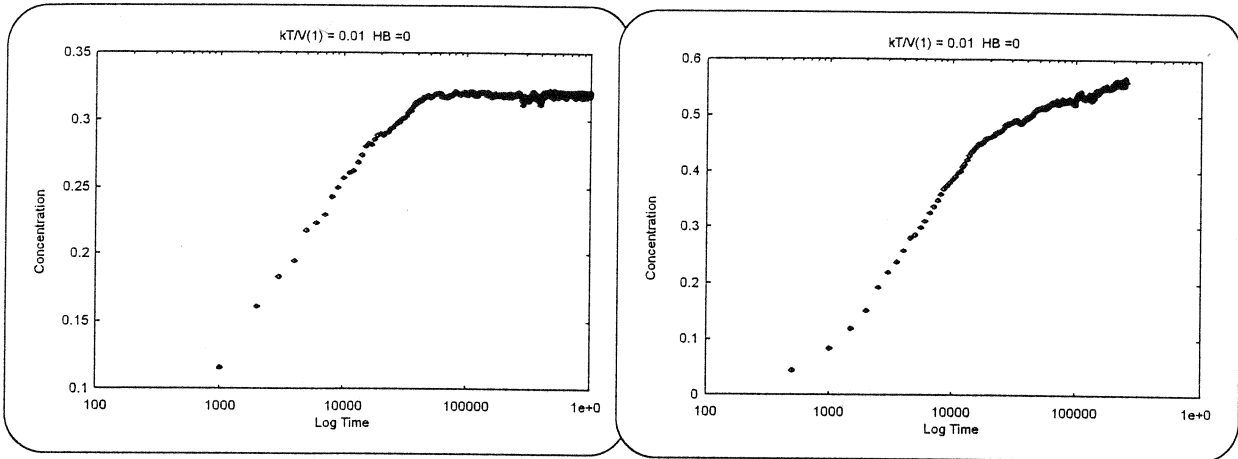 kT/V(1) = 0.01 HB =0
0.35
0.3
0.25
0.2
0.15
0.1
Concentration
100
1000
10000
100000
1e+0
Log Time
kT/V(1) = 0.01 HB =0
0.6
0.5
0.4
0.3
0.2
0.1
0
Concentration
100
1000
10000
100000
1e+0
Log Time